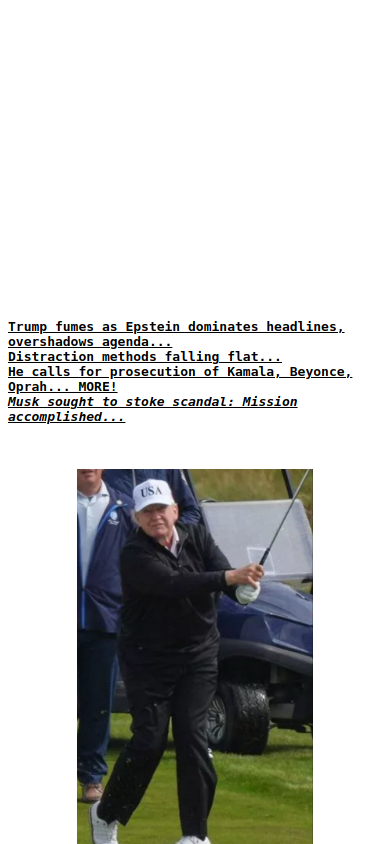 Trump fumes as Epstein dominates headlines,
overshadows agenda...
Distraction methods falling flat...
He calls for prosecution of Kamala, Beyonce,
Oprah... MORE!
Musk sought to stoke scandal: Mission
accomplished...
USA